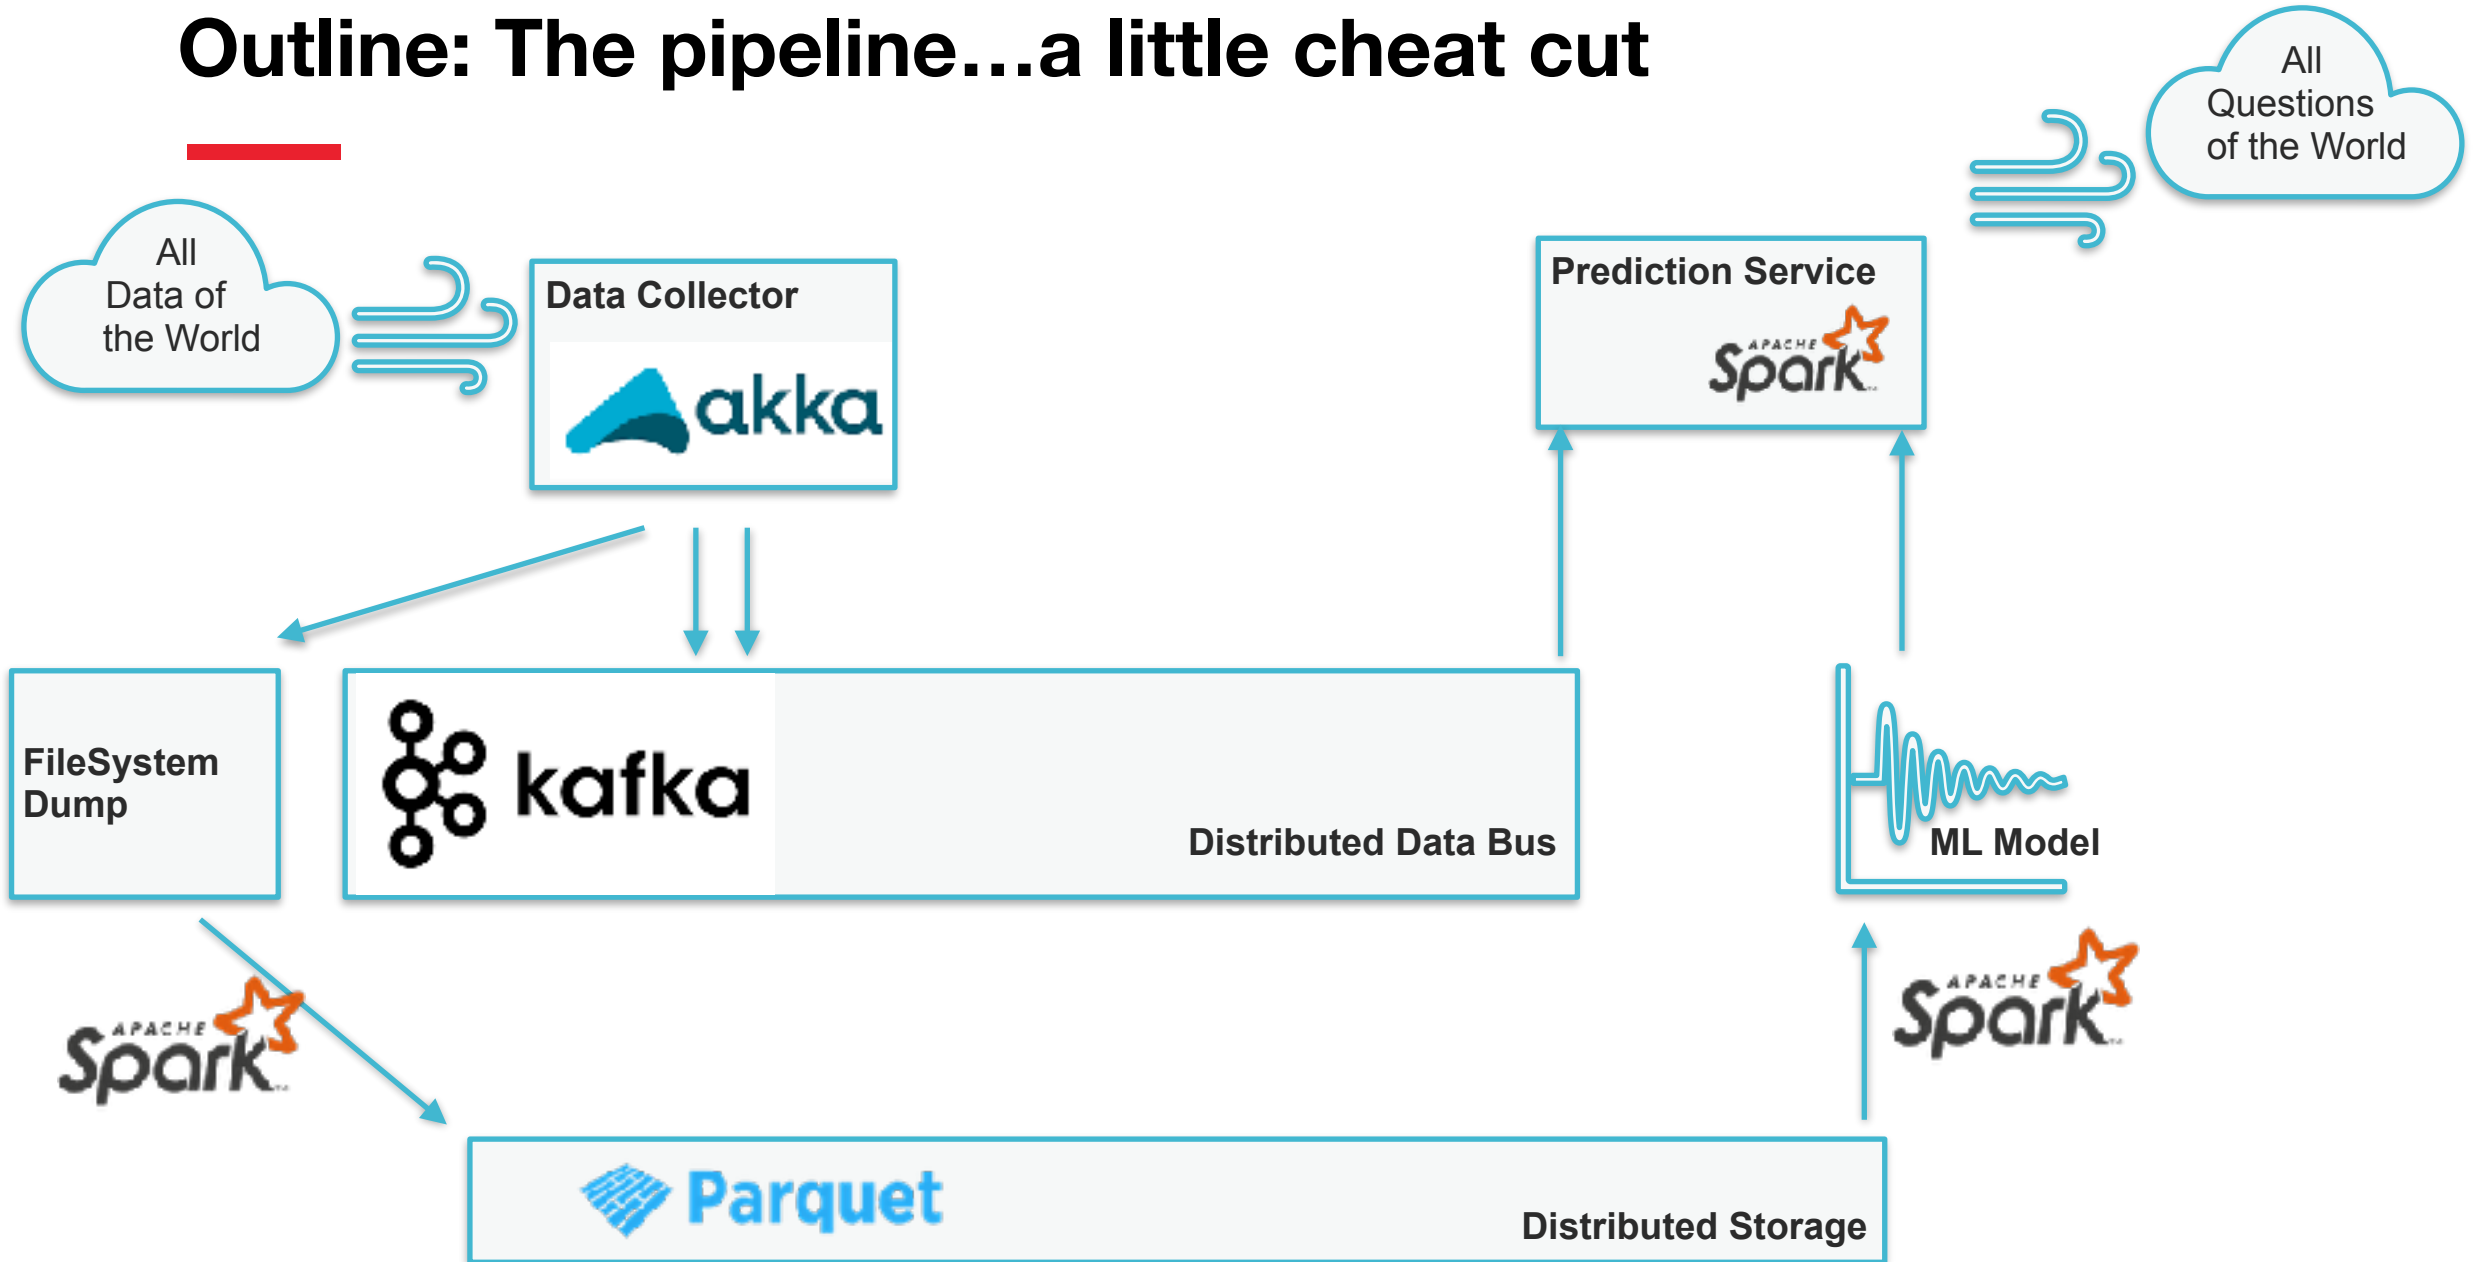 Outline: The pipeline…a little cheat cut
All
Questions
of the World
All
Data of
the World
Data Collector
akka
Prediction Service
APACHE
Spark
FileSystem
Dump
kafka
Distributed Data Bus
ML Model
APACHE
Spark
APACHE
Spark
Parquet
Distributed Storage